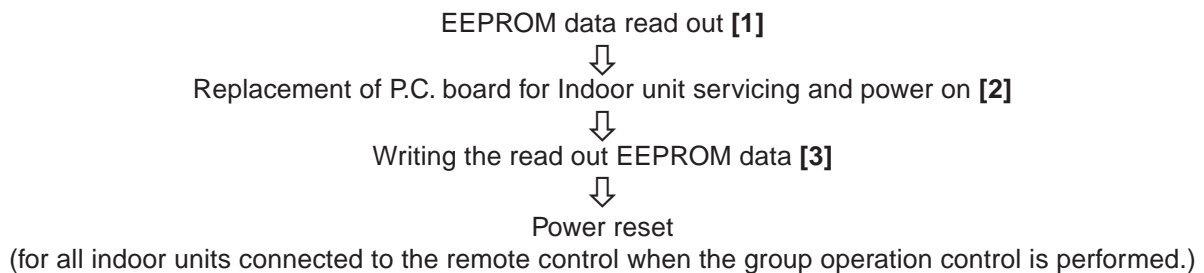 EEPROM data read out [1]
Replacement of P.C. board for Indoor unit servicing and power on [2]
Writing the read out EEPROM data [3]
Power reset
(for all indoor units connected to the remote control when the group operation control is performed.)